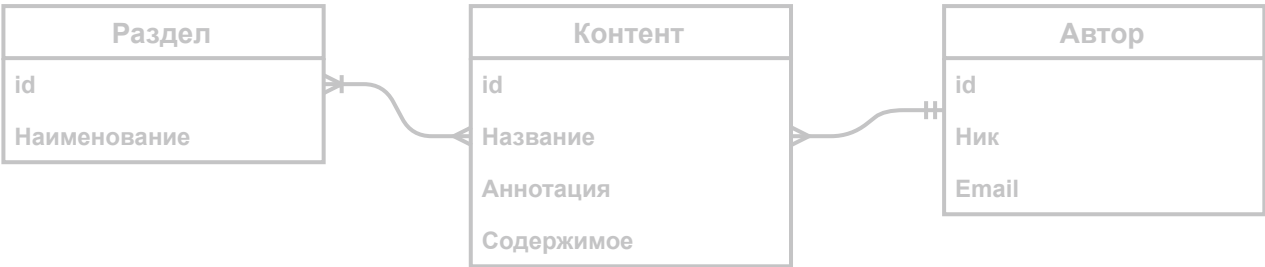 Раздел
id
Наименование
Контент
id
Название
Аннотация
Содержимое
Автор
id
Ник
Email